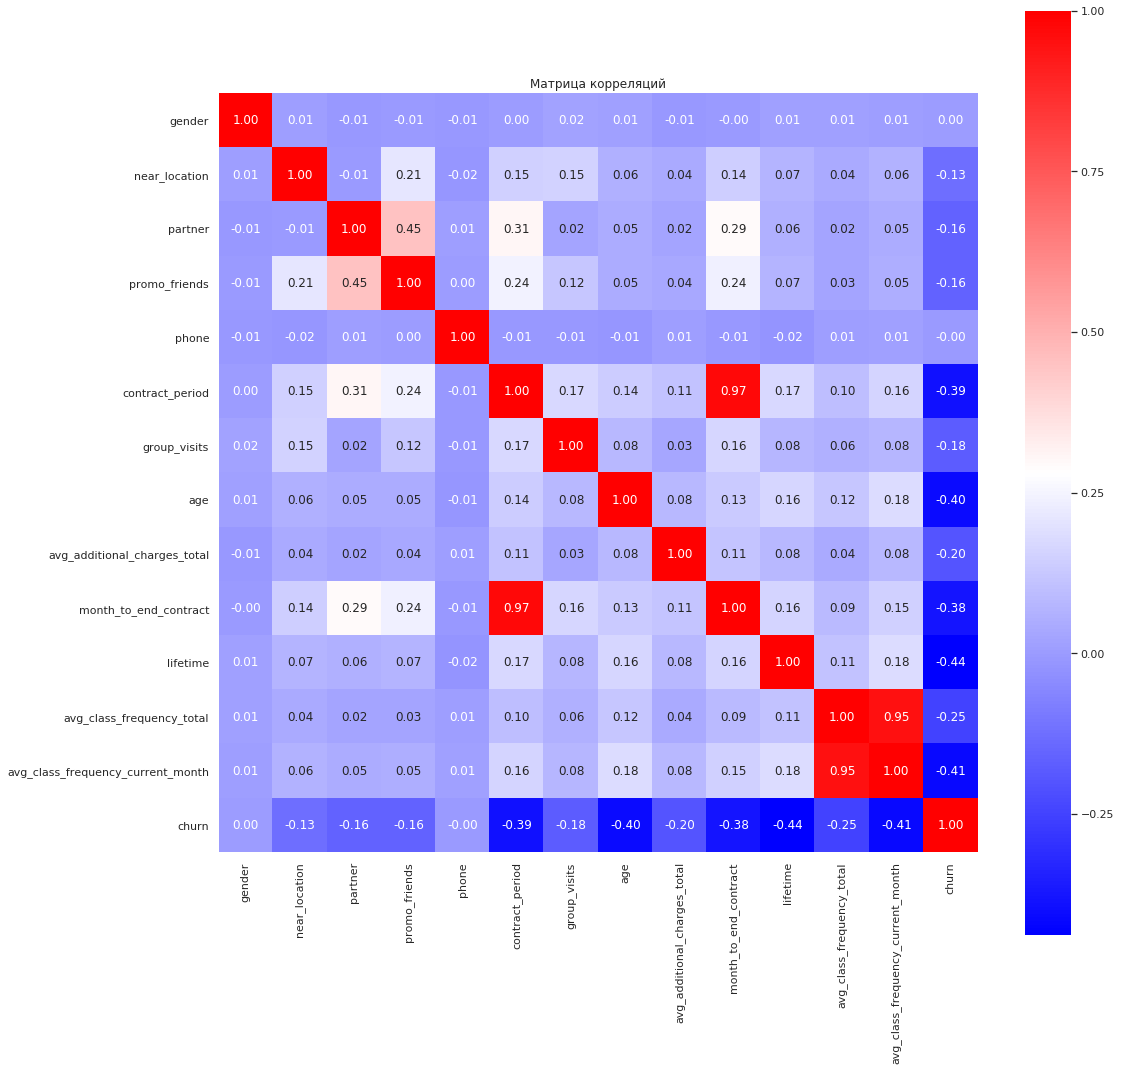 Матрица корреляций
gender 1.00 0.01 -0.01 -0.01 -0.01 0.00 0.02 0.01 -0.01 -0.00 0.01 0.01 0.01 0.00
near_location 0.01 1.00 -0.01 0.21 -0.02 0.15 0.15 0.06 0.04 0.14 0.07 0.04 0.06 -0.13
partner -0.01 -0.01 1.00 0.45 0.01 0.31 0.02 0.05 0.02 0.29 0.06 0.02 0.05 -0.16
promo_friends -0.01 0.21 0.45 1.00 0.00 0.24 0.12 0.05 0.04 0.24 0.07 0.03 0.05 -0.16
phone -0.01 -0.02 0.01 0.00 1.00 -0.01 -0.01 -0.01 0.01 -0.01 -0.02 0.01 0.01 -0.00
contract_period 0.00 0.15 0.31 0.24 -0.01 1.00 0.17 0.14 0.11 0.97 0.17 0.10 0.16 -0.39
group_visits 0.02 0.15 0.02 0.12 -0.01 0.17 1.00 0.08 0.03 0.16 0.08 0.06 0.08 -0.18
age 0.01 0.06 0.05 0.05 -0.01 0.14 0.08 1.00 0.08 0.13 0.16 0.12 0.18 -0.40
avg_additional_charges_total -0.01 0.04 0.02 0.04 0.01 0.11 0.03 0.08 1.00 0.11 0.08 0.04 0.08 -0.20
month_to_end_contract -0.00 0.14 0.29 0.24 -0.01 0.97 0.16 0.13 0.11 1.00 0.16 0.09 0.15 -0.38
lifetime 0.01 0.07 0.06 0.07 -0.02 0.17 0.08 0.16 0.08 0.16 1.00 0.11 0.18 -0.44
avg_class_frequency_total 0.01 0.04 0.02 0.03 0.01 0.10 0.06 0.12 0.04 0.09 0.11 1.00 0.95 -0.25
avg_class_frequency_current_month 0.01 0.06 0.05 0.05 0.01 0.16 0.08 0.18 0.08 0.15 0.18 0.95 1.00 -0.41
churn 0.00 -0.13 -0.16 -0.16 -0.00 -0.39 -0.18 -0.40 -0.20 -0.38 -0.44 -0.25 -0.41 1.00
gender
near_location
partner
promo_friends
phone
contract_period
group_visits
age
avg_additional_charges_total
month_to_end_contract
lifetime
avg_class_frequency_total
avg_class_frequency_current_month
churn
1.00
0.75
0.50
0.25
0.00
−0.25